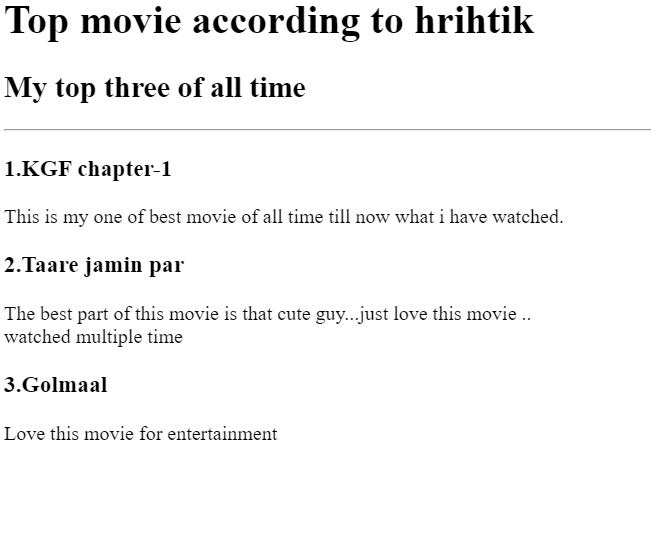 Top movie according to hrihtik
My top three of all time
1.KGF chapter-1
This is my one of best movie of all time till now what i have watched.
2.Taare jamin par
The best part of this movie is that cute guy...just love this movie ..
watched multiple time
3.Golmaal
Love this movie for entertainment